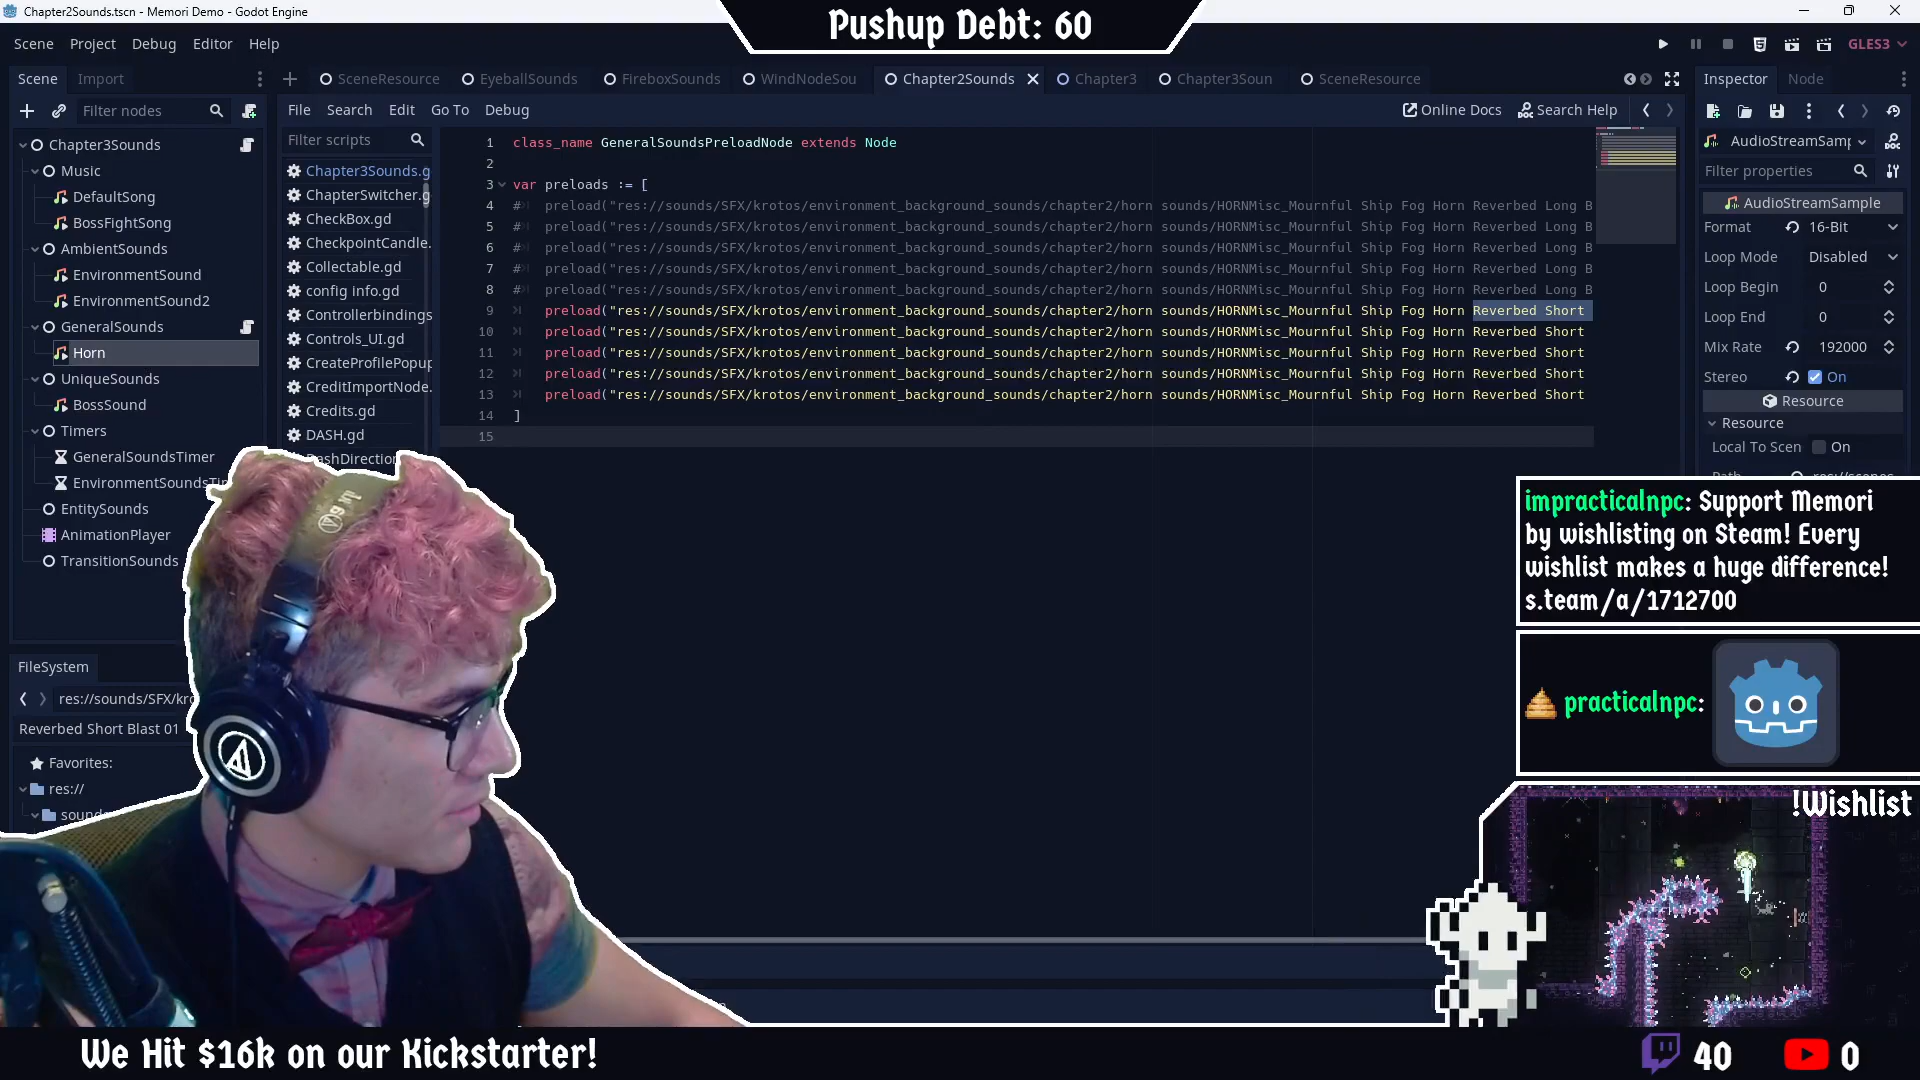 Chapter2Sounds.tscn - Memori Demo - Godot Engine
Pushup Debt: 60
Scene Project Debug Editor Help
GLES3
Scene Import
SceneResource EyeballSounds FireboxSounds WindNodeSou Chapter2Sounds Chapter3 Chapter3Soun SceneResource
Inspector Node
Filter nodes
File Search Edit Go To Debug
Online Docs Search Help
Chapter3Sounds
Music
DefaultSong
BossFightSong
AmbientSounds
EnvironmentSound
EnvironmentSound2
GeneralSounds
Horn
UniqueSounds
BossSound
Timers
GeneralSoundsTimer
EnvironmentSoundsTi
EntitySounds
AnimationPlayer
TransitionSounds
Filter scripts
Chapter3Sounds.g
ChapterSwitcher.g
CheckBox.gd
CheckpointCandle.
Collectable.gd
config info.gd
Controllerbindings
Controls_UI.gd
CreateProfilePopup
CreditImportNode.
Credits.gd
DASH.gd
DashDirection
1 class_name GeneralSoundsPreloadNode extends Node
2
3 var preloads := [
4 # preload("res://sounds/SFX/krotos/environment_background_sounds/chapter2/horn sounds/HORNMisc_Mournful Ship Fog Horn Reverbed Long B
5 # preload("res://sounds/SFX/krotos/environment_background_sounds/chapter2/horn sounds/HORNMisc_Mournful Ship Fog Horn Reverbed Long B
6 # preload("res://sounds/SFX/krotos/environment_background_sounds/chapter2/horn sounds/HORNMisc_Mournful Ship Fog Horn Reverbed Long B
7 # preload("res://sounds/SFX/krotos/environment_background_sounds/chapter2/horn sounds/HORNMisc_Mournful Ship Fog Horn Reverbed Long B
8 # preload("res://sounds/SFX/krotos/environment_background_sounds/chapter2/horn sounds/HORNMisc_Mournful Ship Fog Horn Reverbed Long B
9 preload("res://sounds/SFX/krotos/environment_background_sounds/chapter2/horn sounds/HORNMisc_Mournful Ship Fog Horn Reverbed Short
10 preload("res://sounds/SFX/krotos/environment_background_sounds/chapter2/horn sounds/HORNMisc_Mournful Ship Fog Horn Reverbed Short
11 preload("res://sounds/SFX/krotos/environment_background_sounds/chapter2/horn sounds/HORNMisc_Mournful Ship Fog Horn Reverbed Short
12 preload("res://sounds/SFX/krotos/environment_background_sounds/chapter2/horn sounds/HORNMisc_Mournful Ship Fog Horn Reverbed Short
13 preload("res://sounds/SFX/krotos/environment_background_sounds/chapter2/horn sounds/HORNMisc_Mournful Ship Fog Horn Reverbed Short
14 ]
15
AudioStreamSamp
Filter properties
AudioStreamSample
Format 16-Bit
Loop Mode Disabled
Loop Begin 0
Loop End 0
Mix Rate 192000
Stereo On
Resource
Resource
Local To Scen On
impracticalnpc: Support Memori
by wishlisting on Steam! Every
wishlist makes a huge difference!
s.team/a/1712700
practicalnpc:
!Wishlist
FileSystem
res://sounds/SFX/kro
Reverbed Short Blast 01
Favorites:
res://
sound
We Hit $16k on our Kickstarter!
40
0